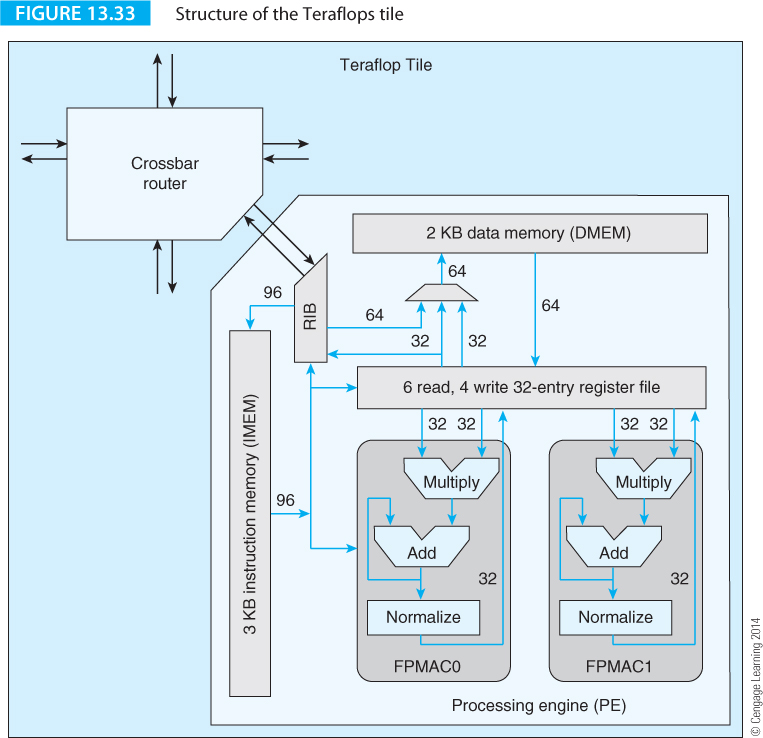 FIGURE 13.33 Structure of the Teraflops tile
Teraflop Tile
Crossbar
router
2 KB data memory (DMEM)
64
96
RIB
64
64
32
32
6 read, 4 write 32-entry register file
32
32
32
32
3 KB instruction memory (IMEM)
96
Multiply
Multiply
Add
Add
32
32
Normalize
Normalize
FPMAC0
FPMAC1
Processing engine (PE)
© Cengage Learning 2014